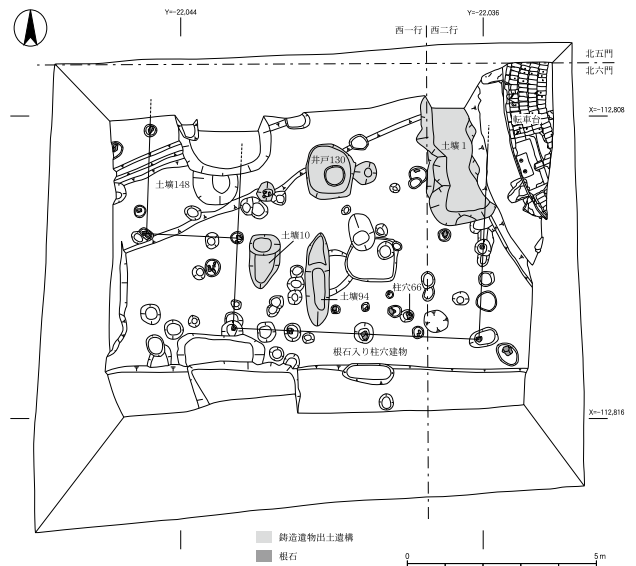 Y=-22,044
Y=-22,036
西一行 西二行
北五門
北六門
X=-112,808
転車台
土壙1
井戸130
土壙148
土壙10
土壙94
柱穴66
根石入り柱穴建物
X=-112,816
鋳造遺物出土遺構
根石
0 5m